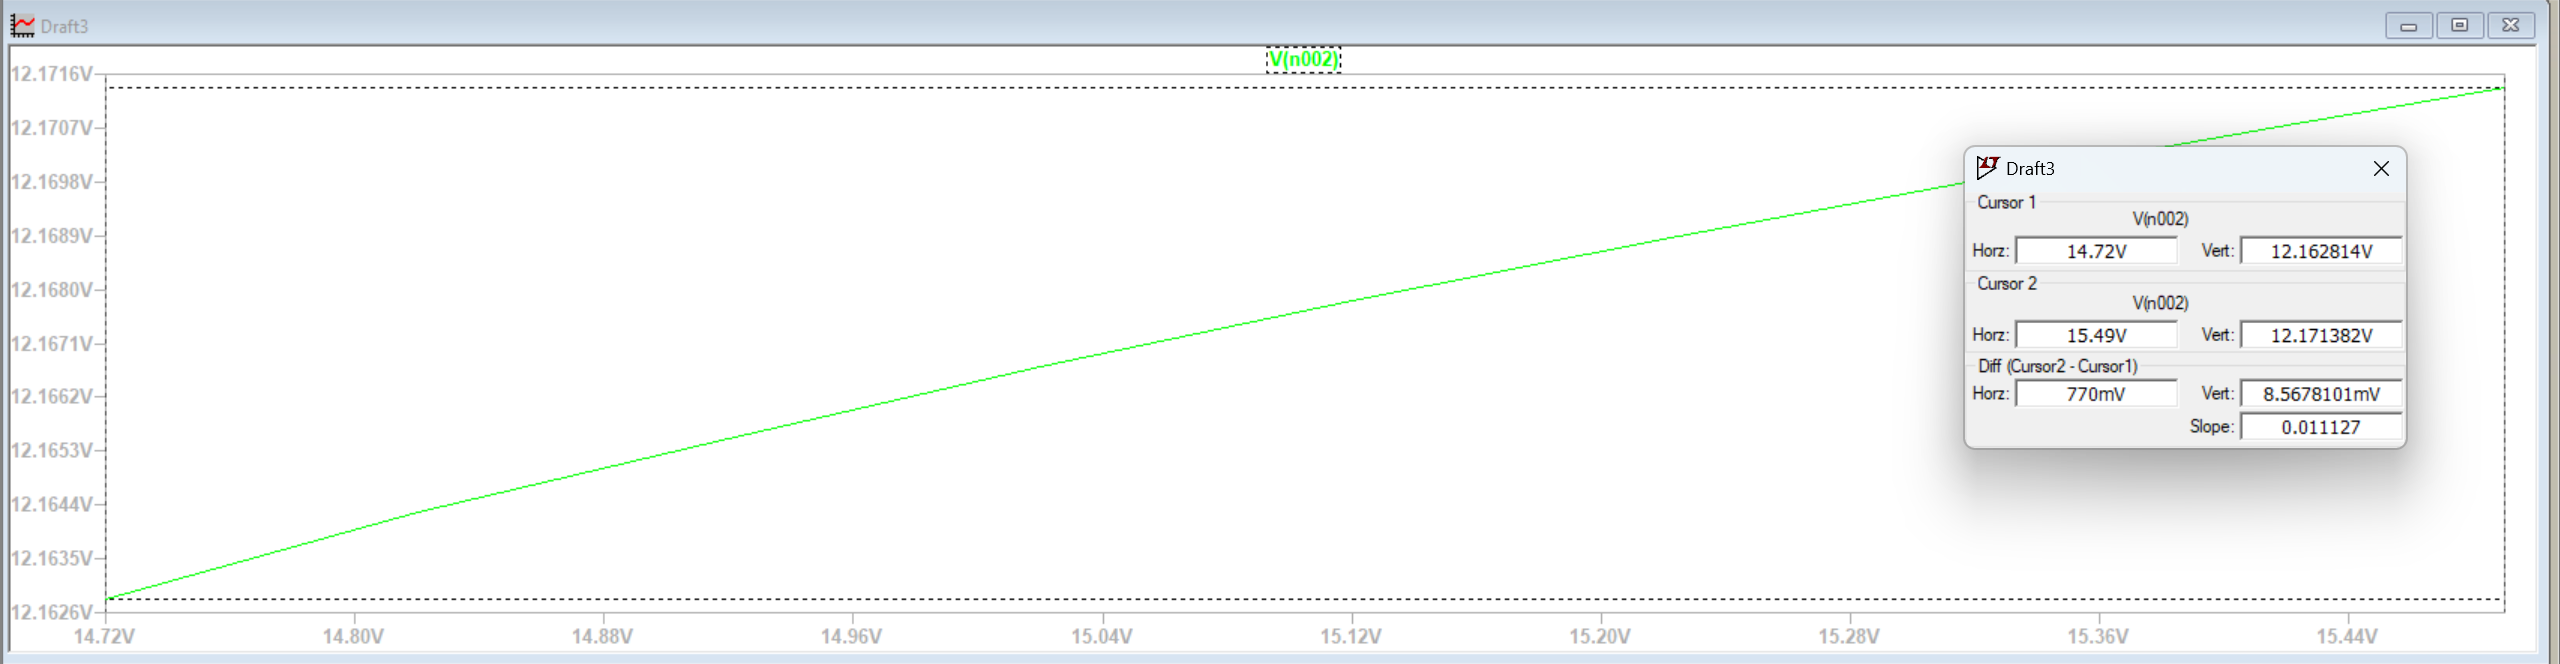 Draft3
V(n002)
12.1716V
12.1707V
12.1698V
12.1689V
12.1680V
12.1671V
12.1662V
12.1653V
12.1644V
12.1635V
12.1626V
14.72V 14.80V 14.88V 14.96V 15.04V 15.12V 15.20V 15.28V 15.36V 15.44V
Draft3
Cursor 1
V(n002)
Horz: 14.72V Vert: 12.162814V
Cursor 2
V(n002)
Horz: 15.49V Vert: 12.171382V
Diff (Cursor2 - Cursor1)
Horz: 770mV Vert: 8.5678101mV
Slope: 0.011127